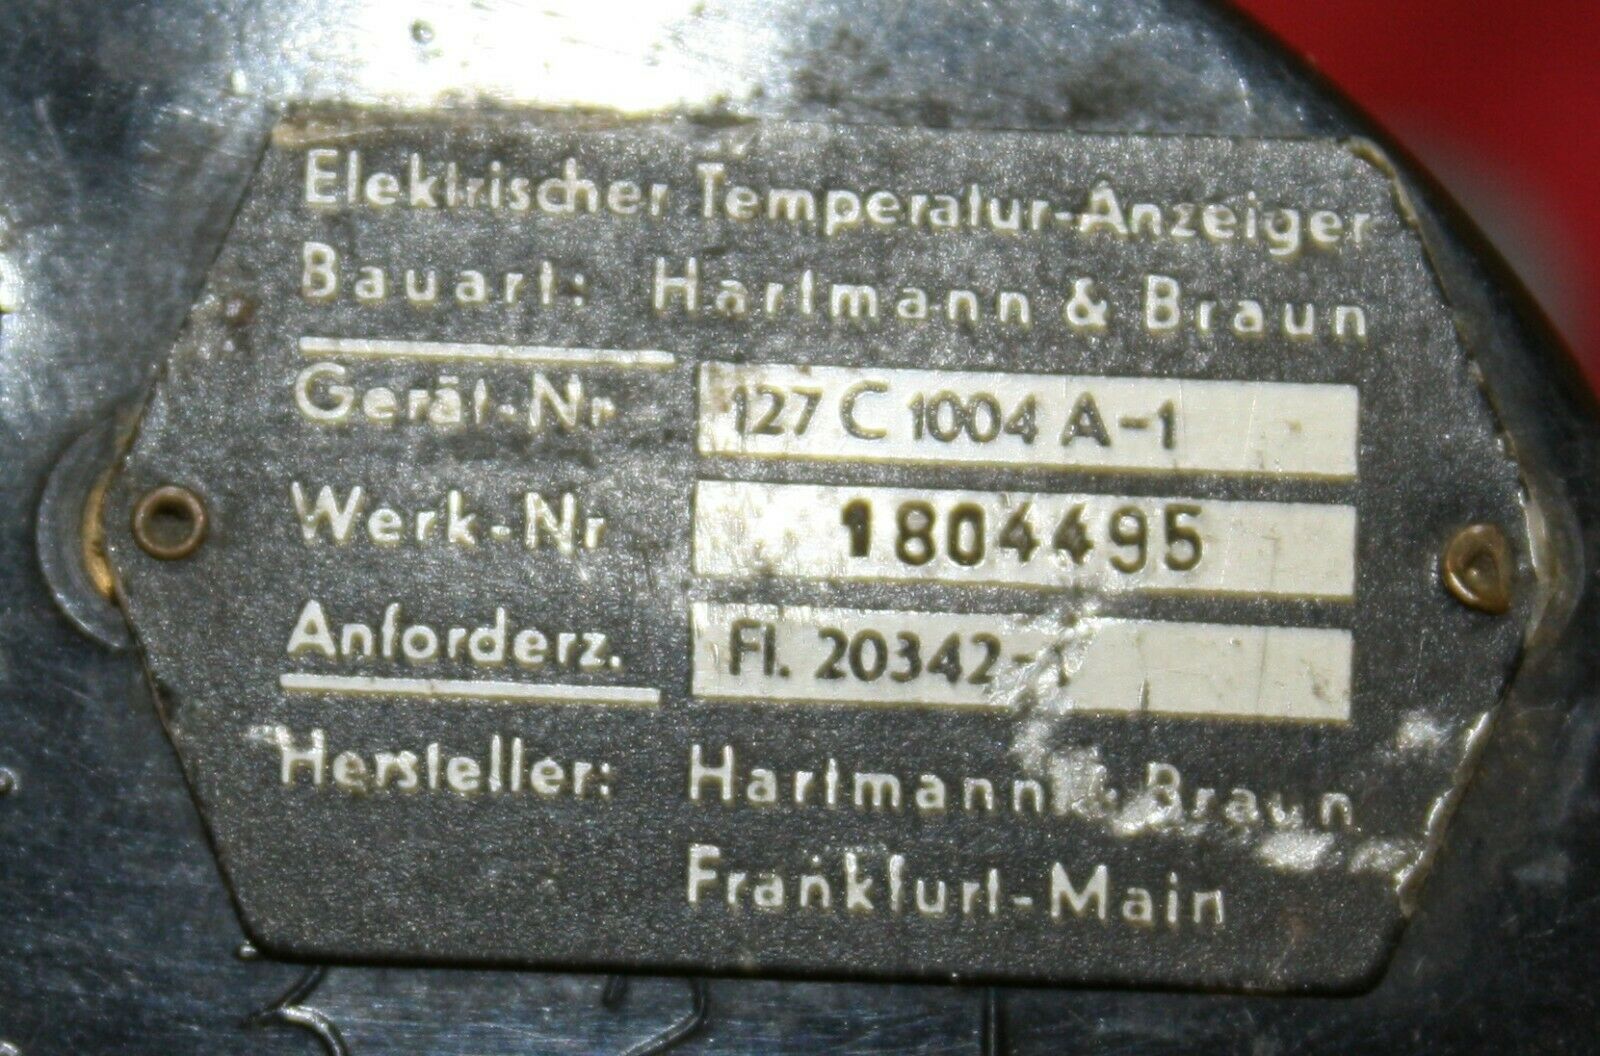 Elektrischer Temperatur-Anzeiger
Bauart: Hartmann & Braun
Gerät-Nr 127 C 1004 A-1
Werk-Nr 1804495
Anforderz. Fl. 20342-1
Hersteller: Hartmann & Braun
Frankfurt-Main